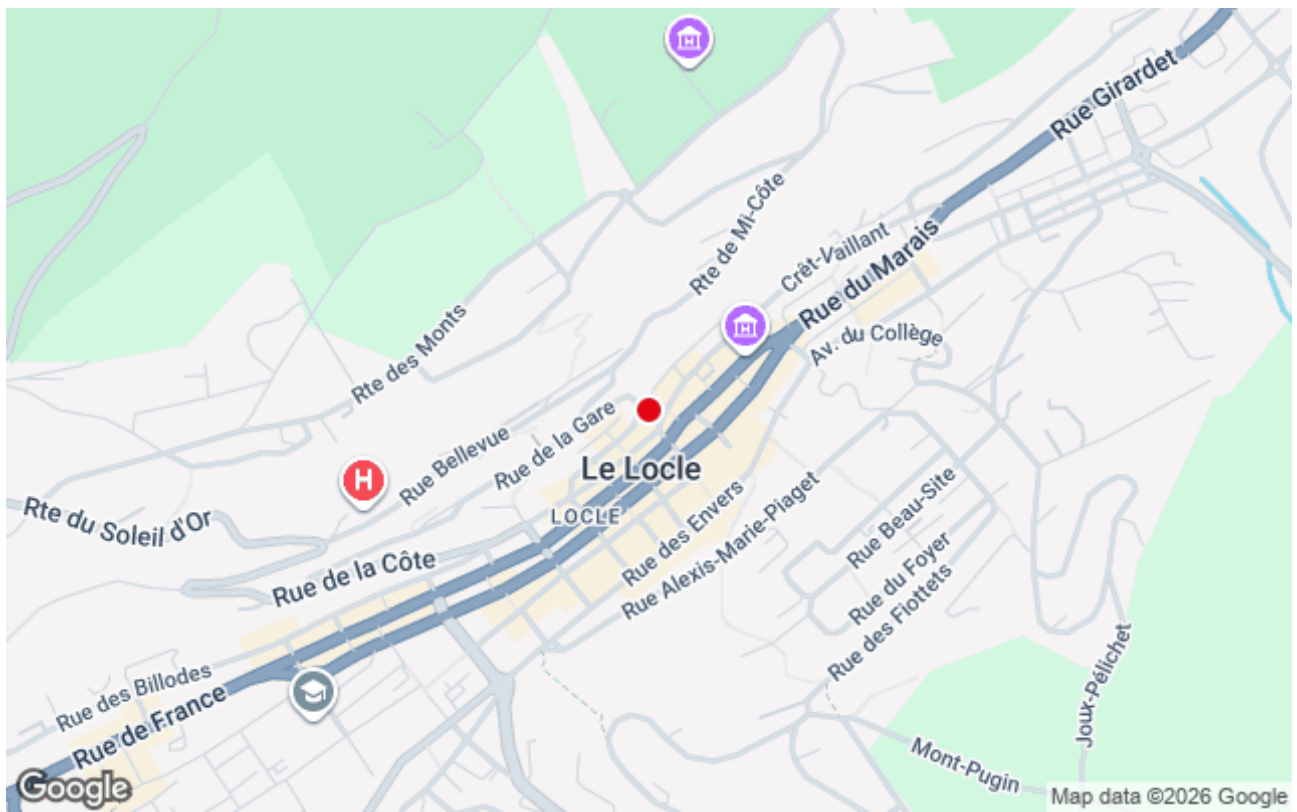 Rue Girardet
Rte de Mi-Côte
Crêt-Vaillant
Rue du Marais
Rte des Monts
Av. du Collège
Rue de la Gare
Rue Bellevue
H
Le Locle
Rte du Soleil d'Or
LOCLE
Rue des Envers
Rue Alexis-Marie-Piaget
Rue Beau-Site
Rue de la Côte
Rue du Foyer
Rue des Fiottets
Rue des Billodes
Rue de France
Joux-Pélichet
Mont-Pugin
Google
Map data ©2026 Google